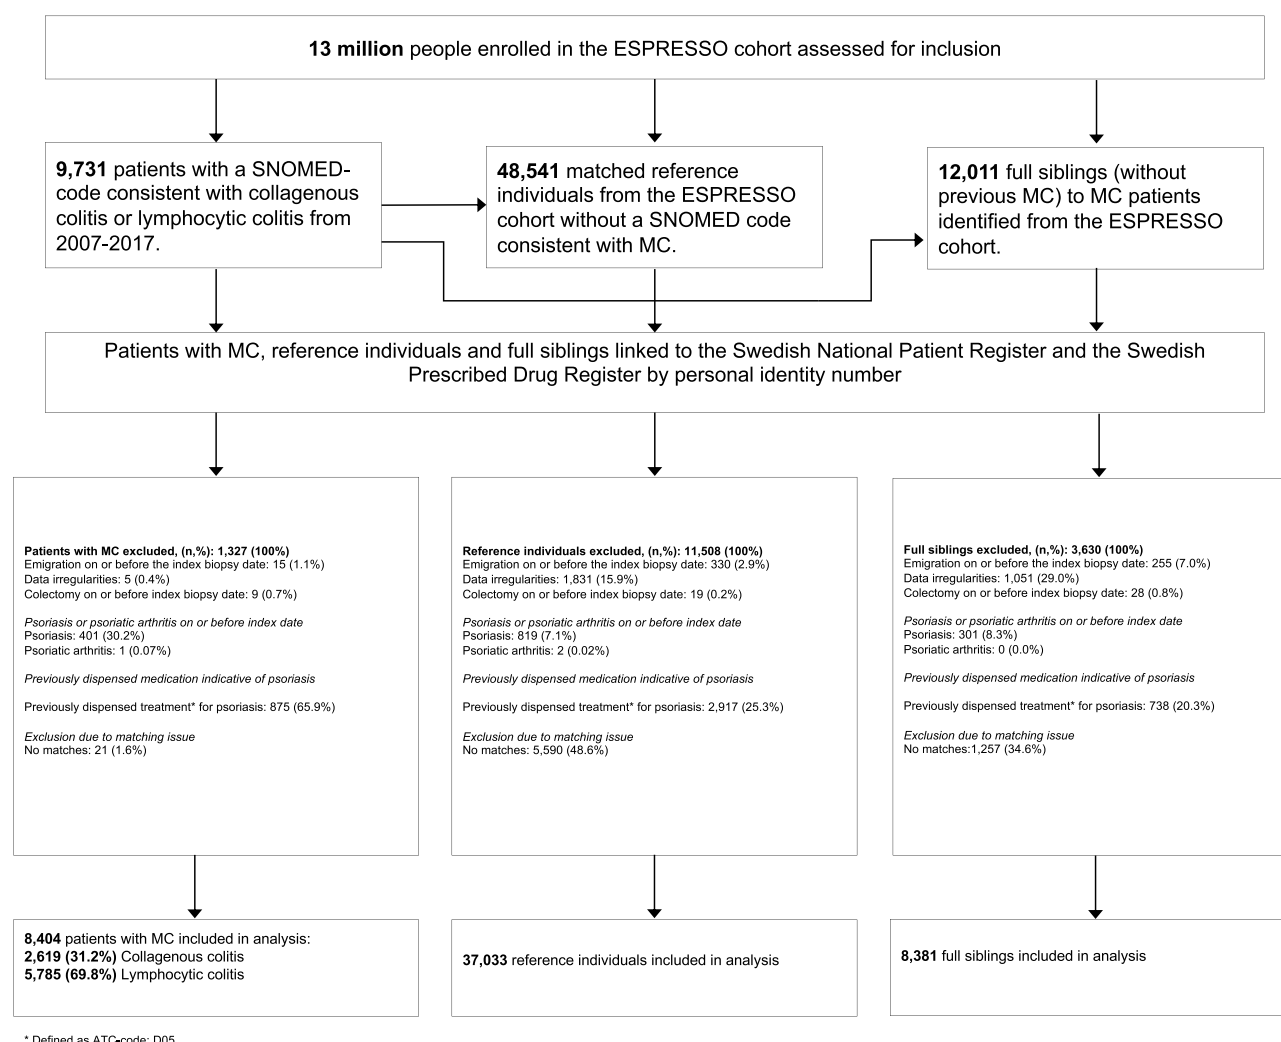 13 million people enrolled in the ESPRESSO cohort assessed for inclusion
9,731 patients with a SNOMED-
code consistent with collagenous
colitis or lymphocytic colitis from
2007-2017.
48,541 matched reference
individuals from the ESPRESSO
cohort without a SNOMED code
consistent with MC.
12,011 full siblings (without
previous MC) to MC patients
identified from the ESPRESSO
cohort.
Patients with MC, reference individuals and full siblings linked to the Swedish National Patient Register and the Swedish
Prescribed Drug Register by personal identity number
Patients with MC excluded, (n,%): 1,327 (100%)
Emigration on or before the index biopsy date: 15 (1.1%)
Data irregularities: 5 (0.4%)
Colectomy on or before index biopsy date: 9 (0.7%)
Psoriasis or psoriatic arthritis on or before index date
Psoriasis: 401 (30.2%)
Psoriatic arthritis: 1 (0.07%)
Previously dispensed medication indicative of psoriasis
Previously dispensed treatment* for psoriasis: 875 (65.9%)
Exclusion due to matching issue
No matches: 21 (1.6%)
Reference individuals excluded, (n,%): 11,508 (100%)
Emigration on or before the index biopsy date: 330 (2.9%)
Data irregularities: 1,831 (15.9%)
Colectomy on or before index biopsy date: 19 (0.2%)
Psoriasis or psoriatic arthritis on or before index date
Psoriasis: 819 (7.1%)
Psoriatic arthritis: 2 (0.02%)
Previously dispensed medication indicative of psoriasis
Previously dispensed treatment* for psoriasis: 2,917 (25.3%)
Exclusion due to matching issue
No matches: 5,590 (48.6%)
Full siblings excluded, (n,%): 3,630 (100%)
Emigration on or before the index biopsy date: 255 (7.0%)
Data irregularities: 1,051 (29.0%)
Colectomy on or before index biopsy date: 28 (0.8%)
Psoriasis or psoriatic arthritis on or before index date
Psoriasis: 301 (8.3%)
Psoriatic arthritis: 0 (0.0%)
Previously dispensed medication indicative of psoriasis
Previously dispensed treatment* for psoriasis: 738 (20.3%)
Exclusion due to matching issue
No matches:1,257 (34.6%)
8,404 patients with MC included in analysis:
2,619 (31.2%) Collagenous colitis
5,785 (69.8%) Lymphocytic colitis
37,033 reference individuals included in analysis
8,381 full siblings included in analysis
* Defined as ATC-code: D05